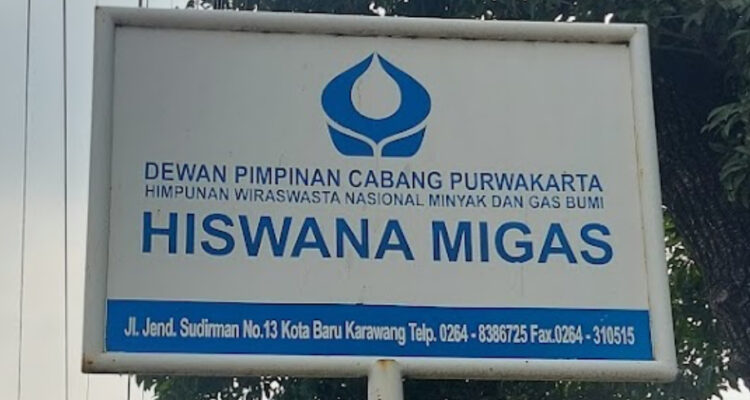 DEWAN PIMPINAN CABANG PURWAKARTA
HIMPUNAN WIRASWASTA NASIONAL MINYAK DAN GAS BUMI
HISWANA MIGAS
Jl. Jend. Sudirman No.13 Kota Baru Karawang Telp. 0264 - 8386725 Fax.0264 - 310515